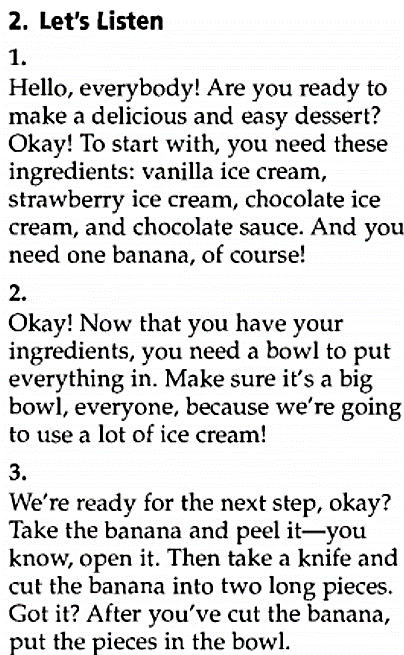 2. Let's Listen
1.
Hello, everybody! Are you ready to
make a delicious and easy dessert?
Okay! To start with, you need these
ingredients: vanilla ice cream,
strawberry ice cream, chocolate ice
cream, and chocolate sauce. And you
need one banana, of course!
2.
Okay! Now that you have your
ingredients, you need a bowl to put
everything in. Make sure it's a big
bowl, everyone, because we're going
to use a lot of ice cream!
3.
We're ready for the next step, okay?
Take the banana and peel it—you
know, open it. Then take a knife and
cut the banana into two long pieces.
Got it? After you've cut the banana,
put the pieces in the bowl.